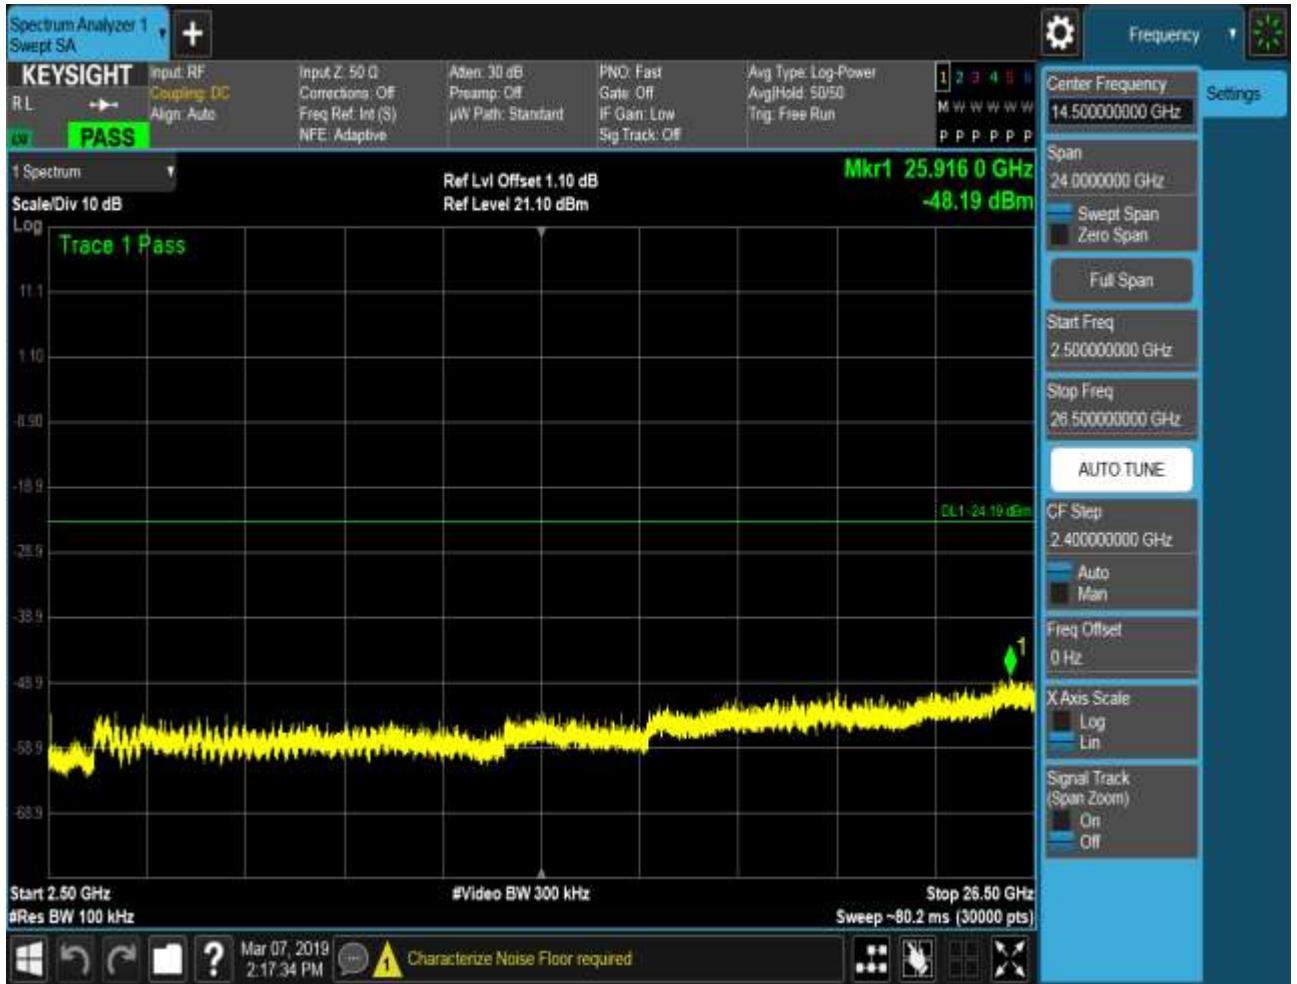 Spectrum Analyzer 1
Swept SA
Frequency
KEYSIGHT
R L
PASS
Input: RF
Coupling: DC
Align: Auto
Input Z: 50 Ω
Corrections: Off
Freq Ref: Int (S)
NFE: Adaptive
Atten: 30 dB
Preamp: Off
µW Path: Standard
PNO: Fast
Gate: Off
IF Gain: Low
Sig Track: Off
Avg Type: Log-Power
Avg|Hold: 50/50
Trig: Free Run
1 2 3 4 5 6
M W W W W W
P P P P P P
1 Spectrum
Scale/Div 10 dB
Log
Ref Lvl Offset 1.10 dB
Ref Level 21.10 dBm
Mkr1 25.916 0 GHz
-48.19 dBm
Trace 1 Pass
11.1
1.10
-8.90
-18.9
DL1 -24.19 dBm
-28.9
-38.9
1
-48.9
-58.9
-68.9
Start 2.50 GHz
#Video BW 300 kHz
Stop 26.50 GHz
#Res BW 100 kHz
Sweep ~80.2 ms (30000 pts)
Center Frequency
14.500000000 GHz
Settings
Span
24.0000000 GHz
Swept Span
Zero Span
Full Span
Start Freq
2.500000000 GHz
Stop Freq
26.500000000 GHz
AUTO TUNE
CF Step
2.400000000 GHz
Auto
Man
Freq Offset
0 Hz
X Axis Scale
Log
Lin
Signal Track
(Span Zoom)
On
Off
?
Mar 07, 2019
2:17:34 PM
Characterize Noise Floor required